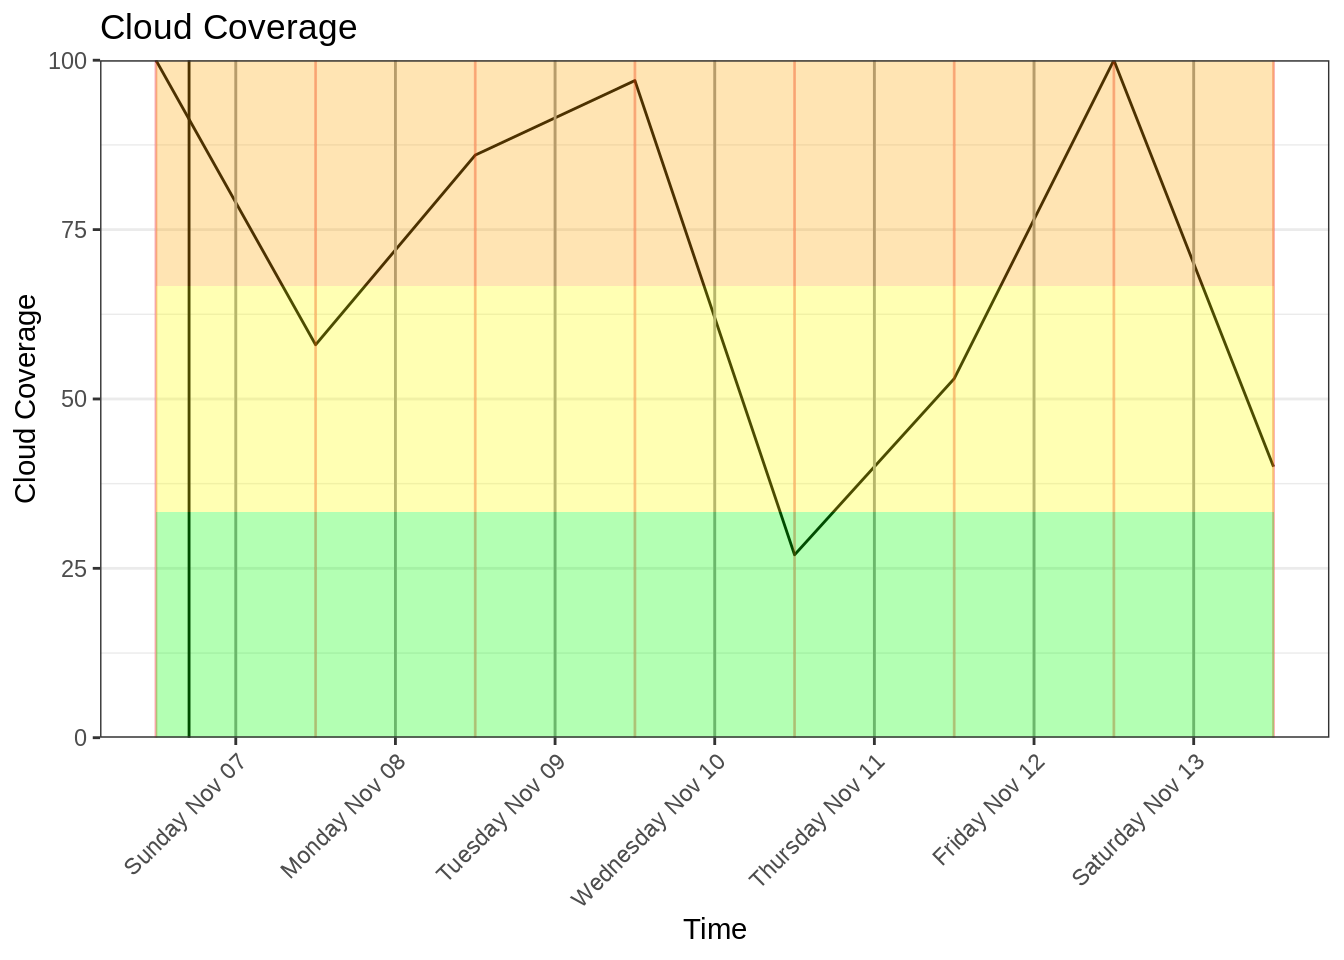 Cloud Coverage
Cloud Coverage
100
75
50
25
0
Sunday Nov 07
Monday Nov 08
Tuesday Nov 09
Wednesday Nov 10
Thursday Nov 11
Friday Nov 12
Saturday Nov 13
Time